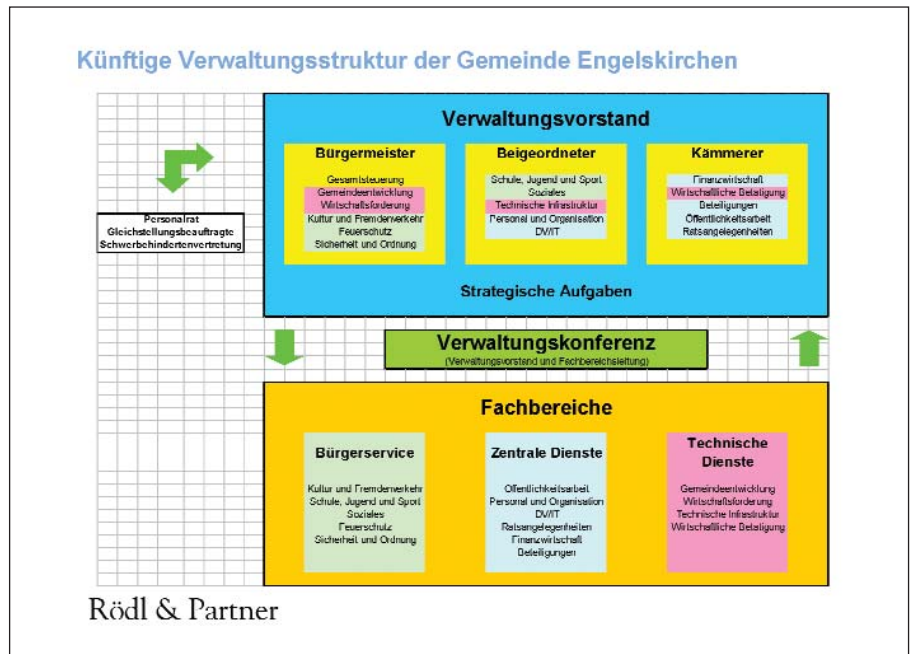 Künftige Verwaltungsstruktur der Gemeinde Engelskirchen
Verwaltungsvorstand
Bürgermeister
Gesamtsteuerung
Gemeindeentwicklung
Wirtschaftsförderung
Kultur und Fremdenverkehr
Feuerschutz
Sicherheit und Ordnung
Beigeordneter
Schule, Jugend und Sport
Soziales
Technische Infrastruktur
Personal und Organisation
DV/IT
Kämmerer
Finanzwirtschaft
Wirtschaftliche Betätigung
Beteiligungen
Öffentlichkeitsarbeit
Ratsangelegenheiten
Personalrat
Gleichstellungsbeauftragte
Schwerbehindertenvertretung
Strategische Aufgaben
Verwaltungskonferenz
(Verwaltungsvorstand und Fachbereichsleitung)
Fachbereiche
Bürgerservice
Kultur und Fremdenverkehr
Schule, Jugend und Sport
Soziales
Feuerschutz
Sicherheit und Ordnung
Zentrale Dienste
Öffentlichkeitsarbeit
Personal und Organisation
DV/IT
Ratsangelegenheiten
Finanzwirtschaft
Beteiligungen
Technische
Dienste
Gemeindeentwicklung
Wirtschaftsförderung
Technische Infrastruktur
Wirtschaftliche Betätigung
Rödl & Partner